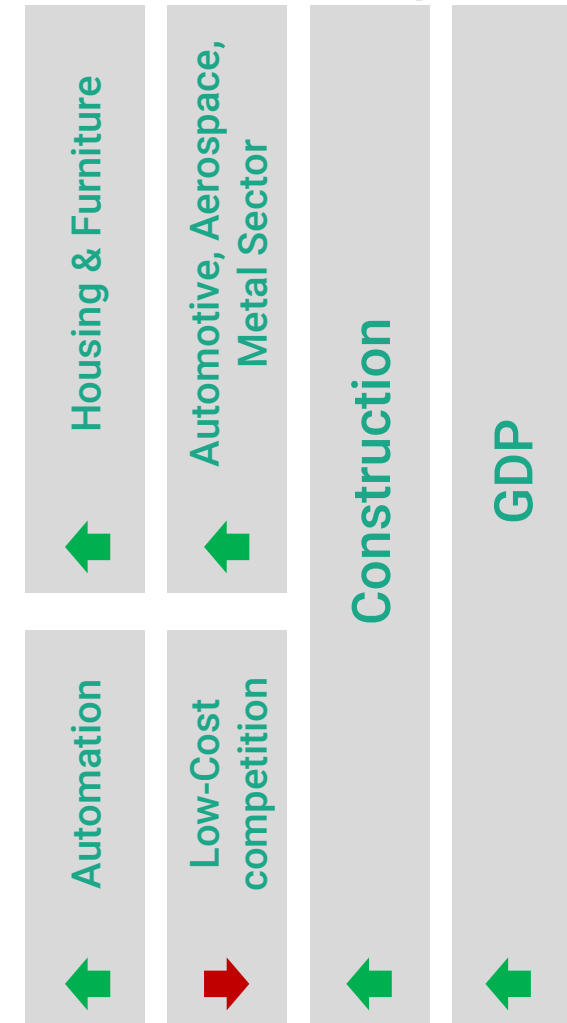 Housing & Furniture
Automotive, Aerospace,
Metal Sector
Construction
GDP
Automation
Low-Cost
competition